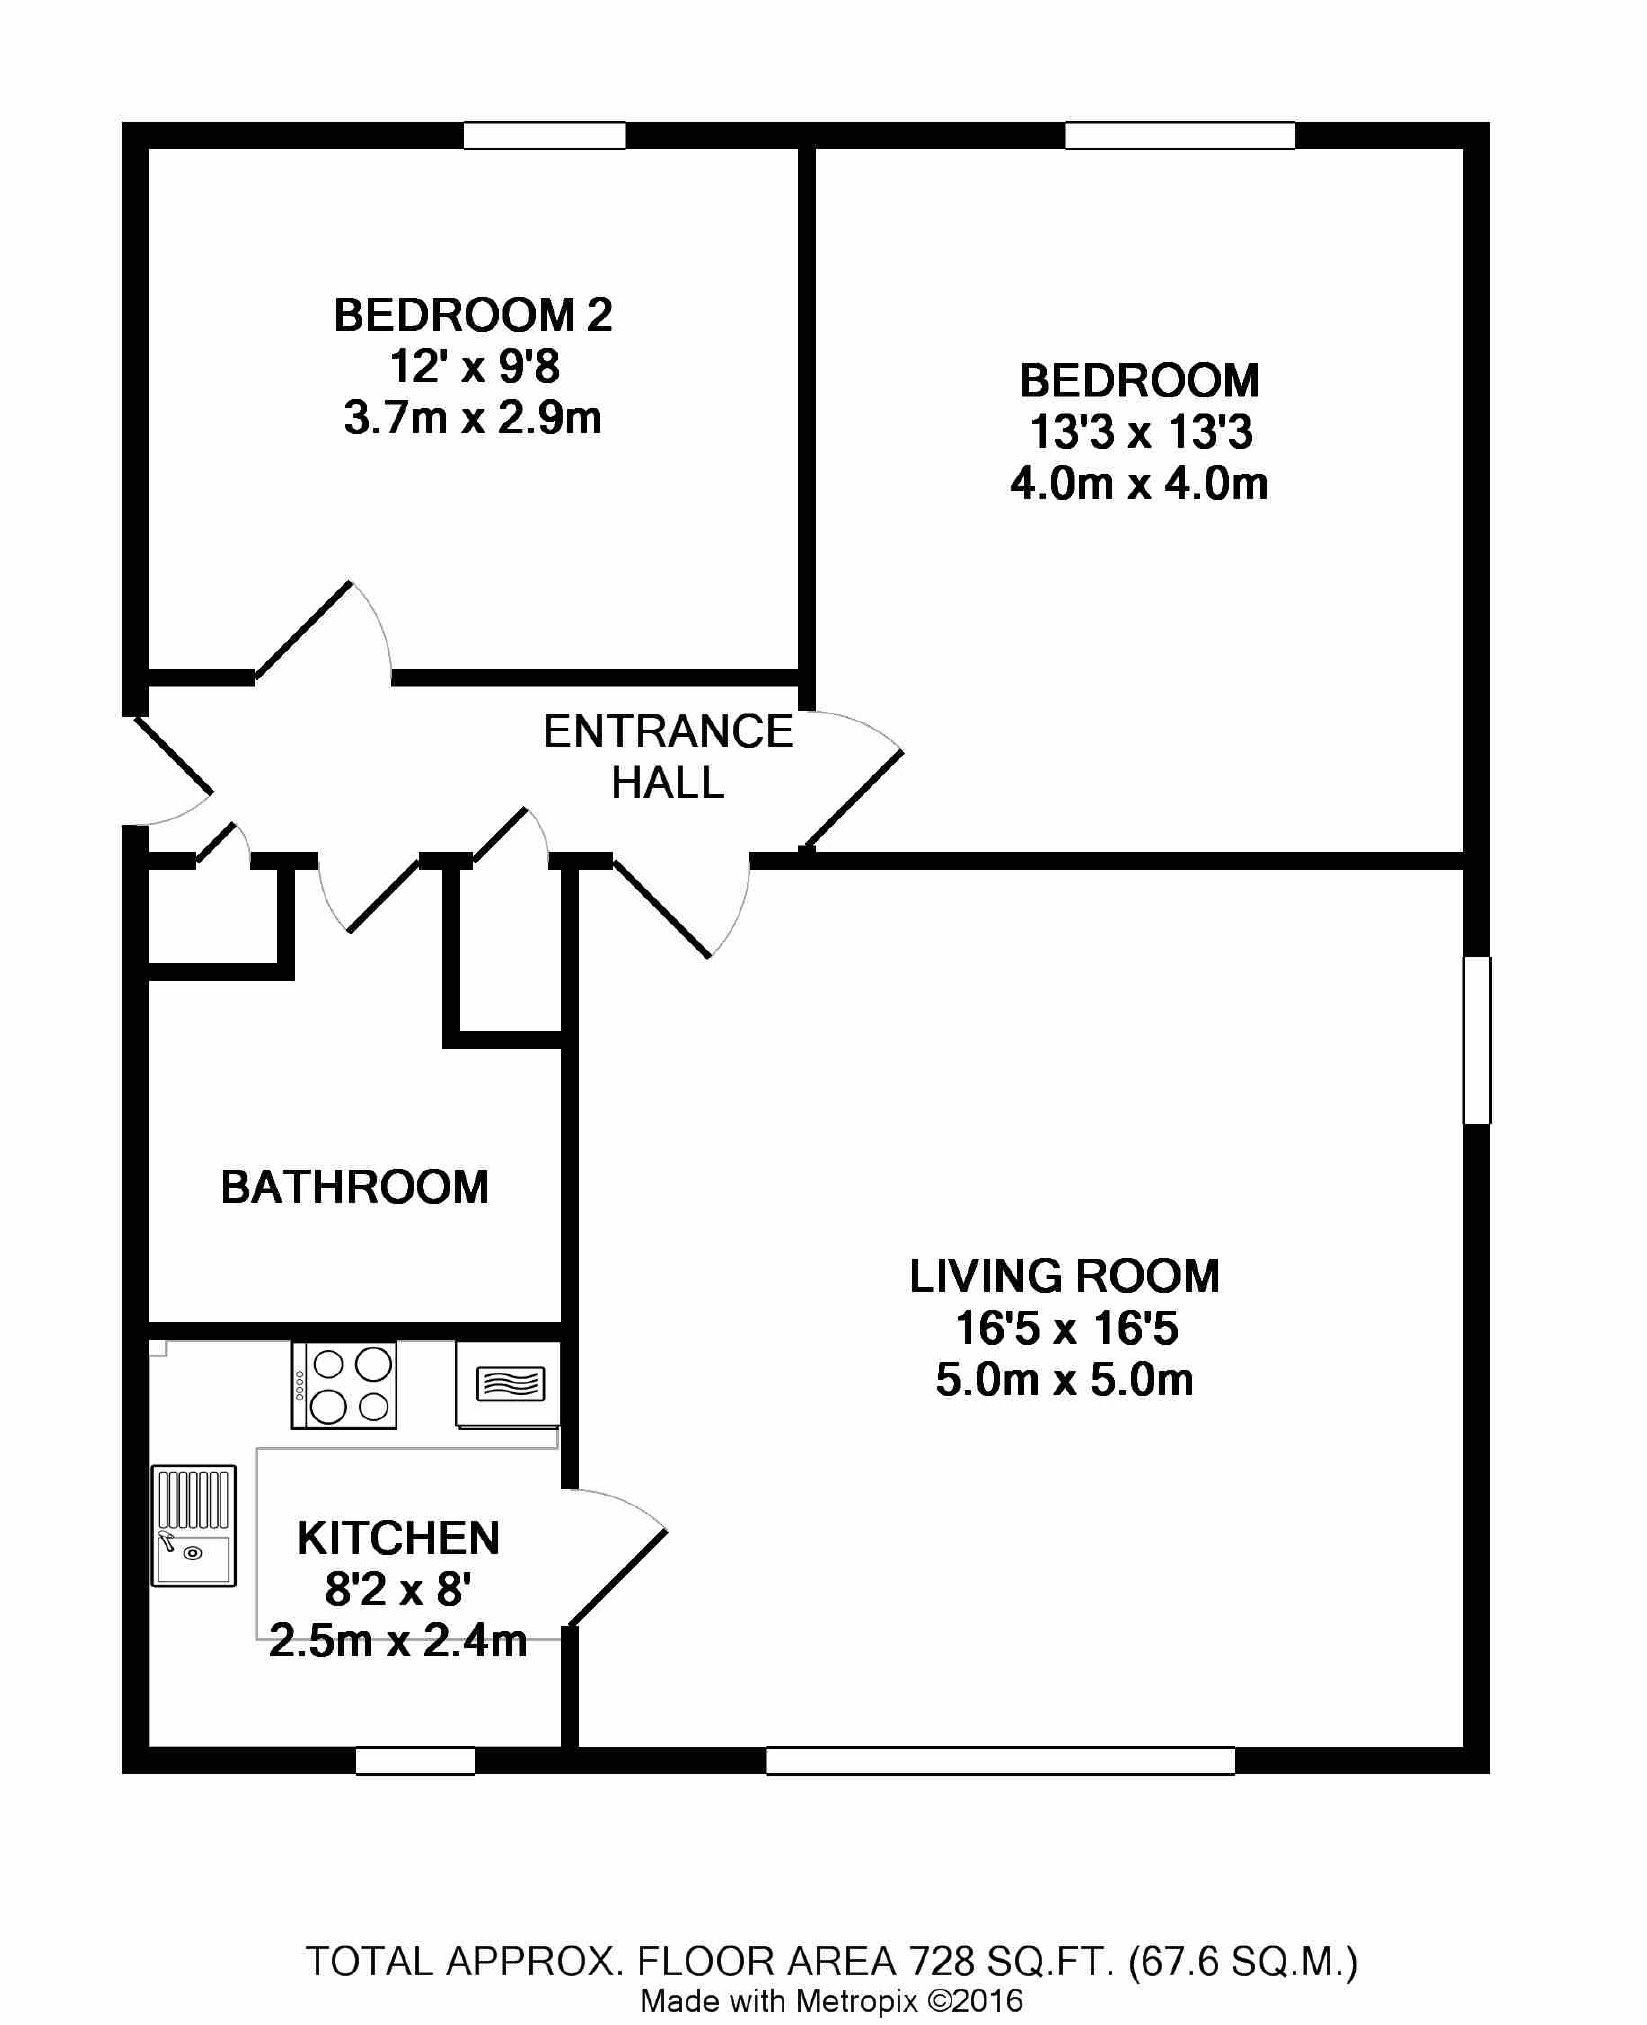 BEDROOM 2
12' x 9'8
3.7m x 2.9m
BEDROOM
13'3 x 13'3
4.0m x 4.0m
ENTRANCE
HALL
BATHROOM
LIVING ROOM
16'5 x 16'5
5.0m x 5.0m
KITCHEN
8'2 x 8'
2.5m x 2.4m
TOTAL APPROX. FLOOR AREA 728 SQ.FT. (67.6 SQ.M.)
Made with Metropix ©2016